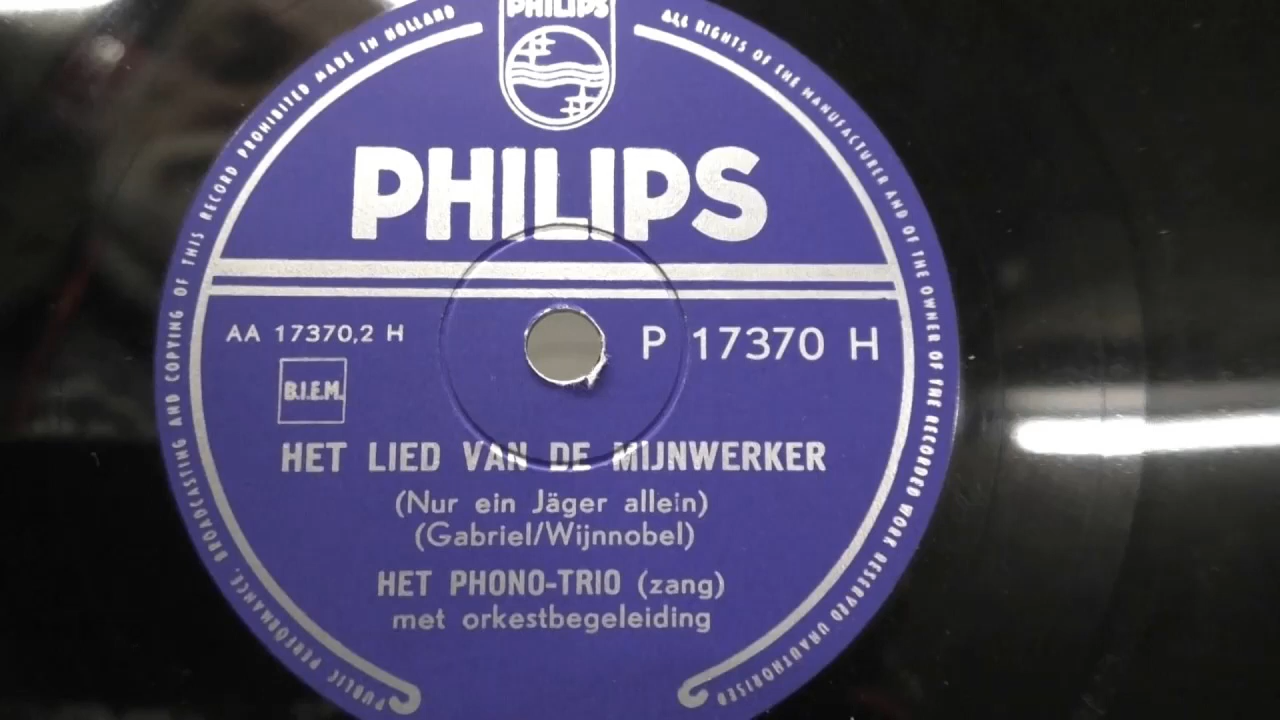 PHILIPS
PHILIPS
AA 17370,2 H
P 17370 H
B.I.E.M.
HET LIED VAN DE MIJNWERKER
(Nur ein Jäger allein)
(Gabriel/Wijnnobel)
HET PHONO-TRIO (zang)
met orkestbegeleiding
ALL RIGHTS OF THE MANUFACTURER AND OF THE OWNER OF THE RECORDED WORK RESERVED UNAUTHORISED
PUBLIC PERFORMANCE, BROADCASTING AND COPYING OF THIS RECORD PROHIBITED MADE IN HOLLAND